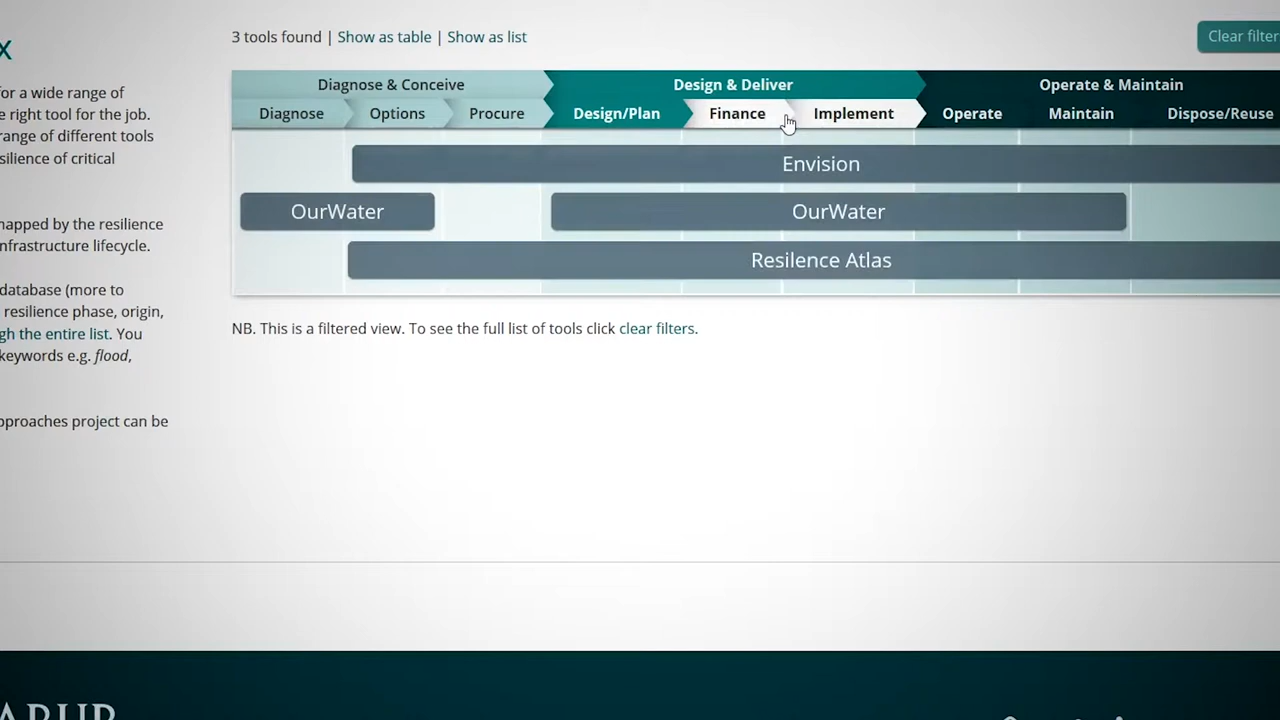 X
3 tools found | Show as table | Show as list
Clear filter
for a wide range of
e right tool for the job.
range of different tools
silience of critical
mapped by the resilience
nfrastructure lifecycle.
database (more to
resilience phase, origin,
gh the entire list. You
keywords e.g. flood,
pproaches project can be
Diagnose & Conceive
Design & Deliver
Operate & Maintain
Diagnose
Options
Procure
Design/Plan
Finance
Implement
Operate
Maintain
Dispose/Reuse
Envision
OurWater
OurWater
Resilence Atlas
NB. This is a filtered view. To see the full list of tools click clear filters.
ARUP